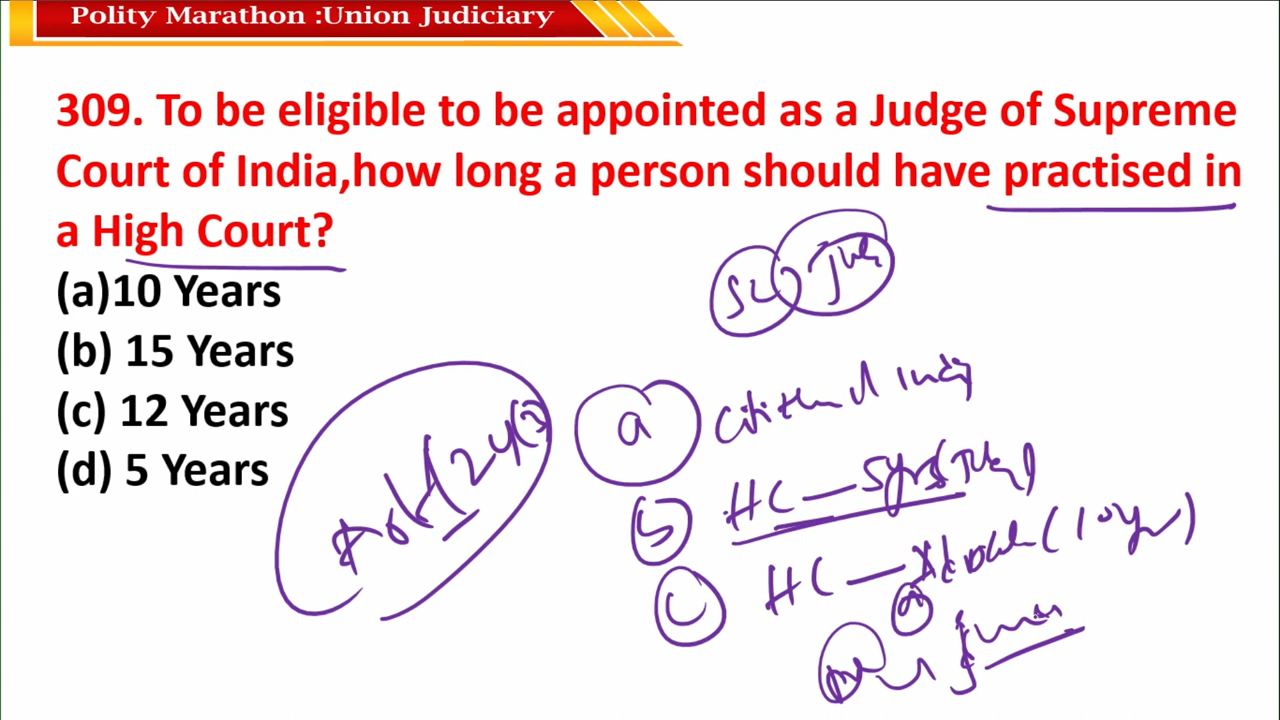 Polity Marathon :Union Judiciary
309. To be eligible to be appointed as a Judge of Supreme
Court of India,how long a person should have practised in
a High Court?
(a)10 Years
(b) 15 Years
(c) 12 Years
(d) 5 Years
a
HC — 5yrs
HC —